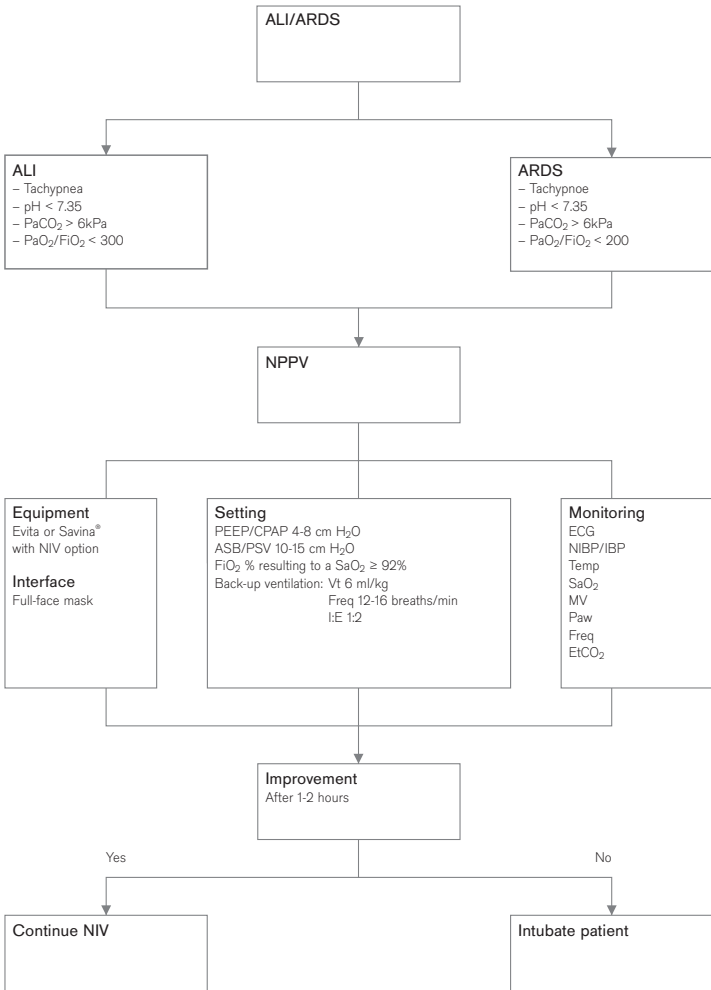 ALI/ARDS
ALI
– Tachypnea
– pH < 7.35
– PaCO₂ > 6kPa
– PaO₂/FiO₂ < 300
ARDS
– Tachypnoe
– pH < 7.35
– PaCO₂ > 6kPa
– PaO₂/FiO₂ < 200
NPPV
Equipment
Evita or Savina®
with NIV option
Interface
Full-face mask
Setting
PEEP/CPAP 4-8 cm H₂O
ASB/PSV 10-15 cm H₂O
FiO₂ % resulting to a SaO₂ ≥ 92%
Back-up ventilation: Vt 6 ml/kg
Freq 12-16 breaths/min
I:E 1:2
Monitoring
ECG
NIBP/IBP
Temp
SaO₂
MV
Paw
Freq
EtCO₂
Improvement
After 1-2 hours
Yes
No
Continue NIV
Intubate patient